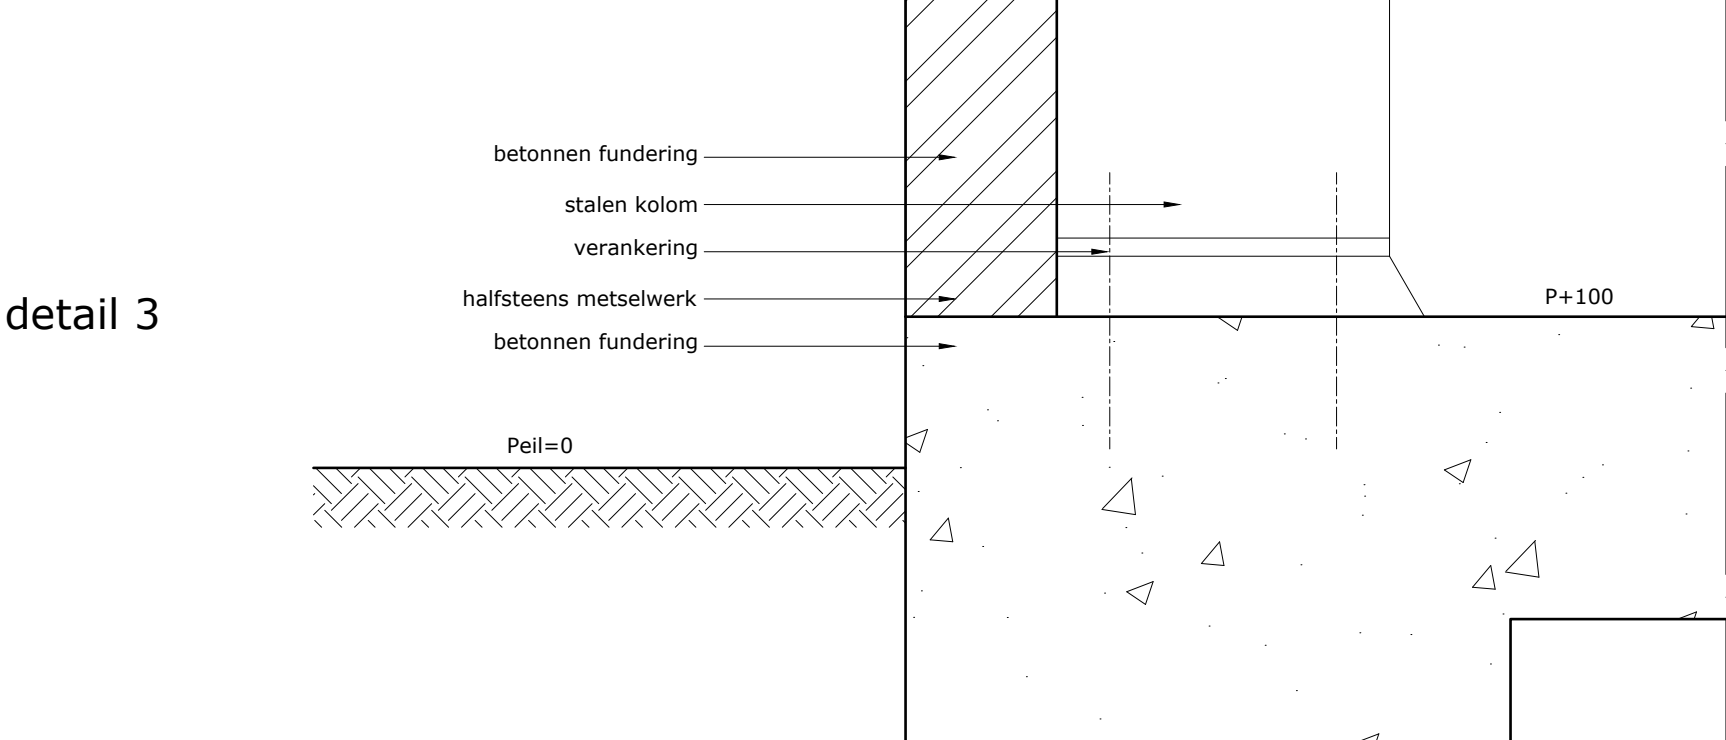 betonnen fundering
stalen kolom
verankering
halfsteens metselwerk
detail 3
P+100
betonnen fundering
Peil=0